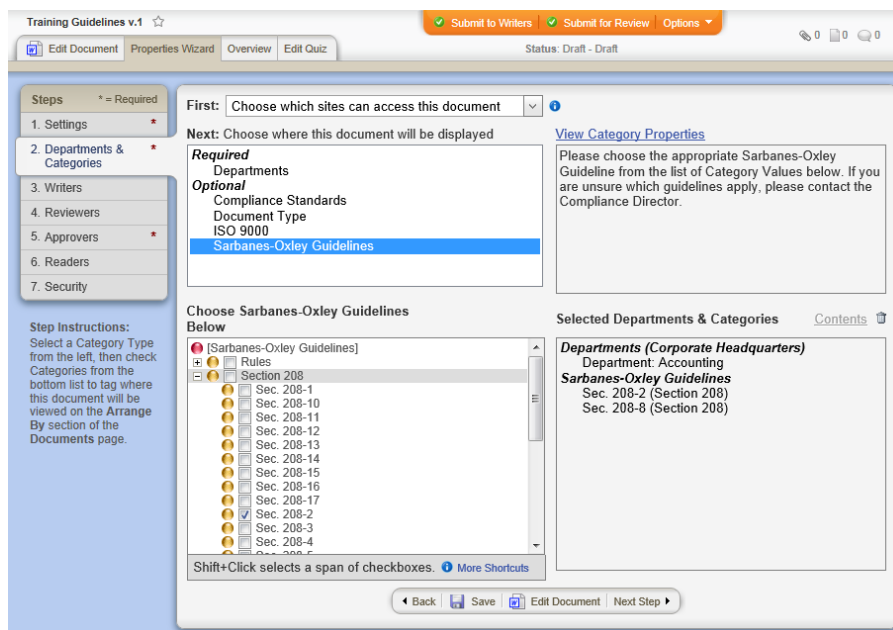 Training Guidelines v.1
Submit to Writers
Submit for Review
Options
0 0 0
Edit Document
Properties Wizard
Overview
Edit Quiz
Status: Draft - Draft
Steps * = Required
1. Settings *
2. Departments & *
Categories
3. Writers
4. Reviewers
5. Approvers *
6. Readers
7. Security
Step Instructions:
Select a Category Type
from the left, then check
Categories from the
bottom list to tag where
this document will be
viewed on the Arrange
By section of the
Documents page.
First: Choose which sites can access this document
Next: Choose where this document will be displayed
Required
Departments
Optional
Compliance Standards
Document Type
ISO 9000
Sarbanes-Oxley Guidelines
View Category Properties
Please choose the appropriate Sarbanes-Oxley
Guideline from the list of Category Values below. If you
are unsure which guidelines apply, please contact the
Compliance Director.
Choose Sarbanes-Oxley Guidelines
Below
[Sarbanes-Oxley Guidelines]
Rules
Section 208
Sec. 208-1
Sec. 208-10
Sec. 208-11
Sec. 208-12
Sec. 208-13
Sec. 208-14
Sec. 208-15
Sec. 208-16
Sec. 208-17
Sec. 208-2
Sec. 208-3
Sec. 208-4
Shift+Click selects a span of checkboxes. More Shortcuts
Selected Departments & Categories
Contents
Departments (Corporate Headquarters)
Department: Accounting
Sarbanes-Oxley Guidelines
Sec. 208-2 (Section 208)
Sec. 208-8 (Section 208)
Back
Save
Edit Document
Next Step